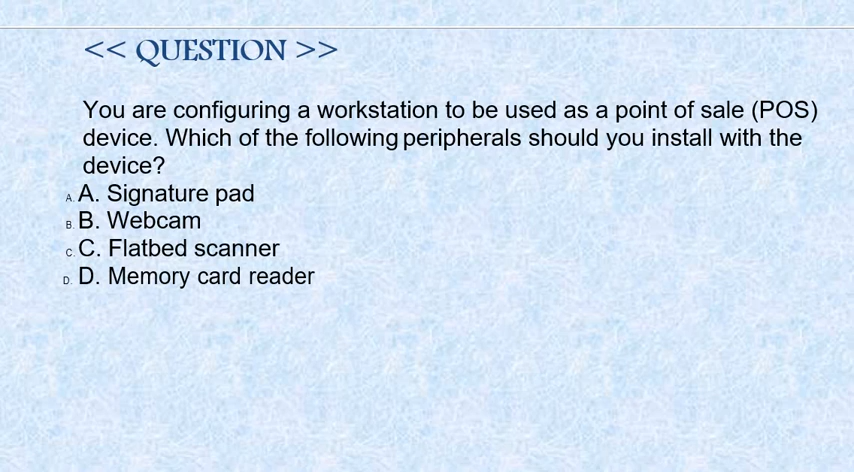 << QUESTION >>
You are configuring a workstation to be used as a point of sale (POS)
device. Which of the following peripherals should you install with the
device?
A. A. Signature pad
B. B. Webcam
C. C. Flatbed scanner
D. D. Memory card reader